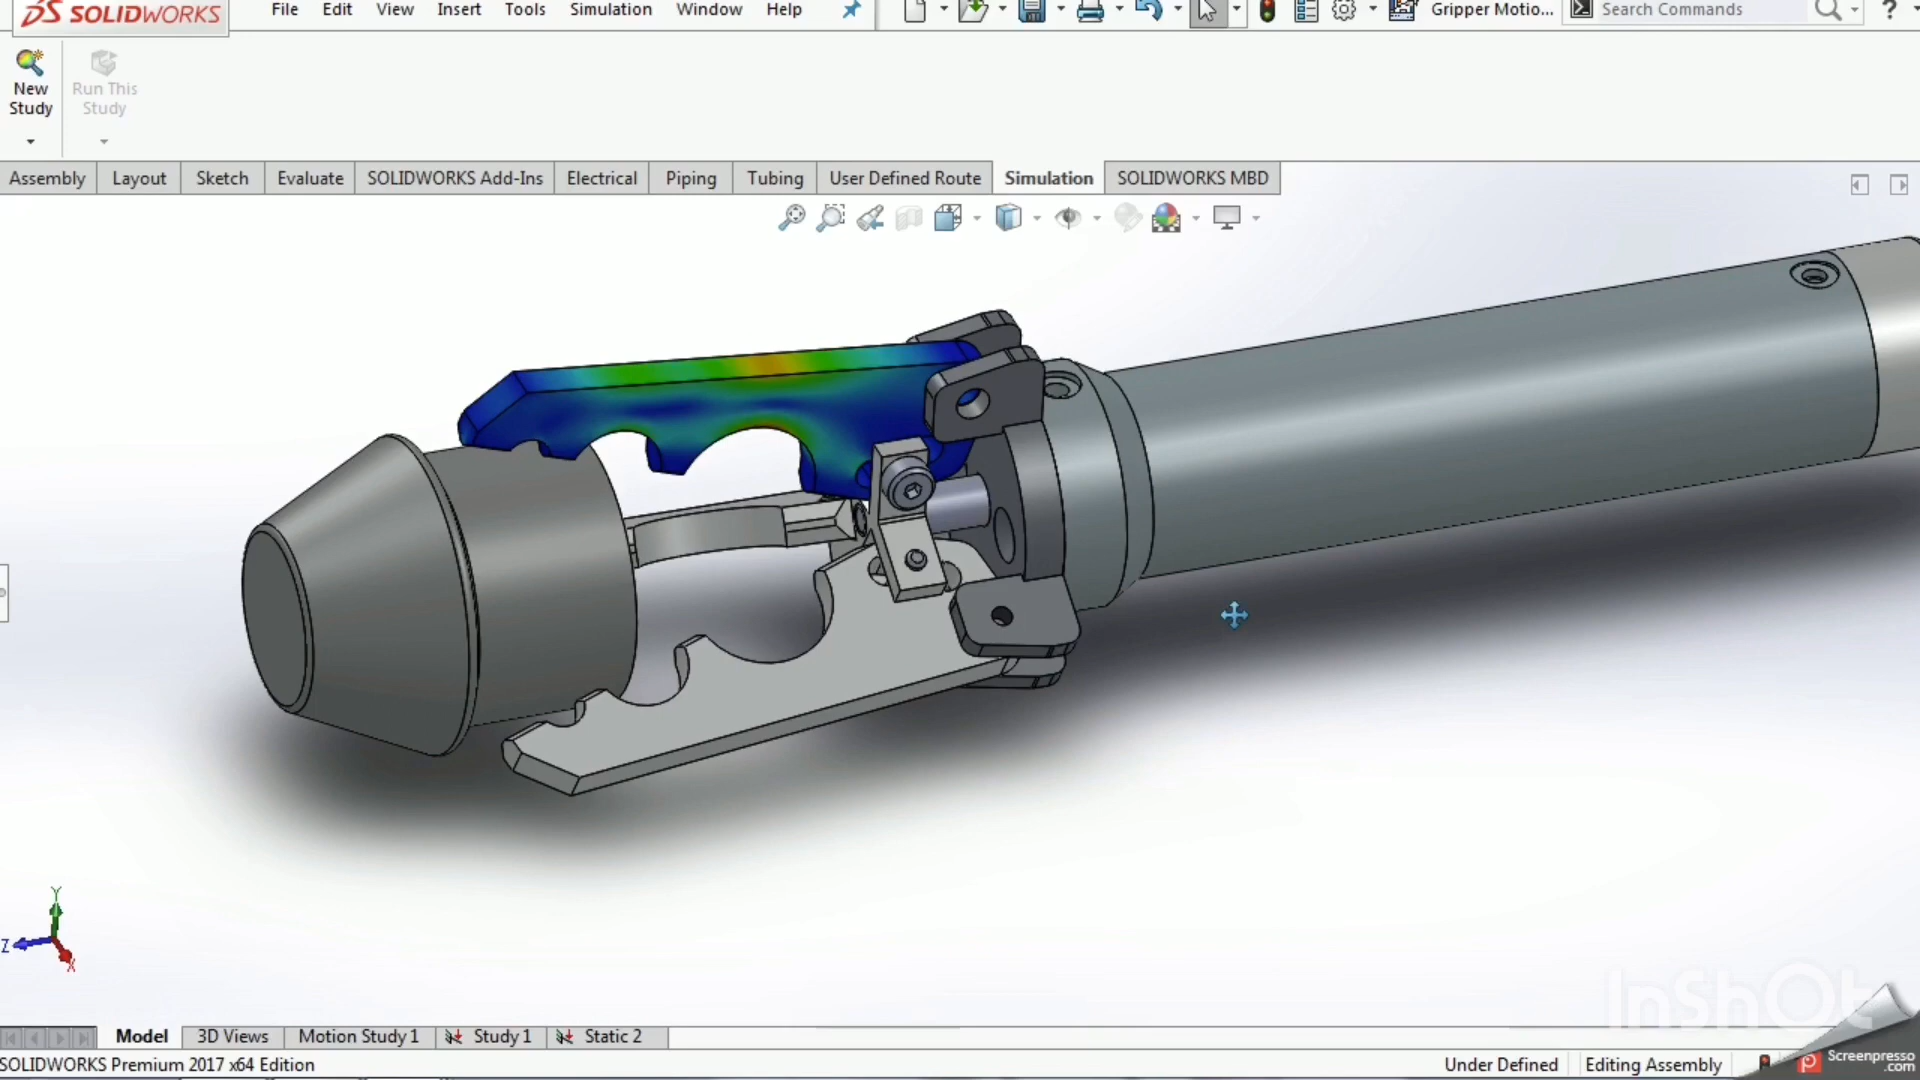 SOLIDWORKS
File Edit View Insert Tools Simulation Window Help
Gripper Motio...
Search Commands
?
New
Study
Run This
Study
Assembly Layout Sketch Evaluate SOLIDWORKS Add-Ins Electrical Piping Tubing User Defined Route Simulation SOLIDWORKS MBD
Y
Z
X
InShOt
Model 3D Views Motion Study 1 Study 1 Static 2
SOLIDWORKS Premium 2017 x64 Edition
Under Defined Editing Assembly
Screenpresso
.com